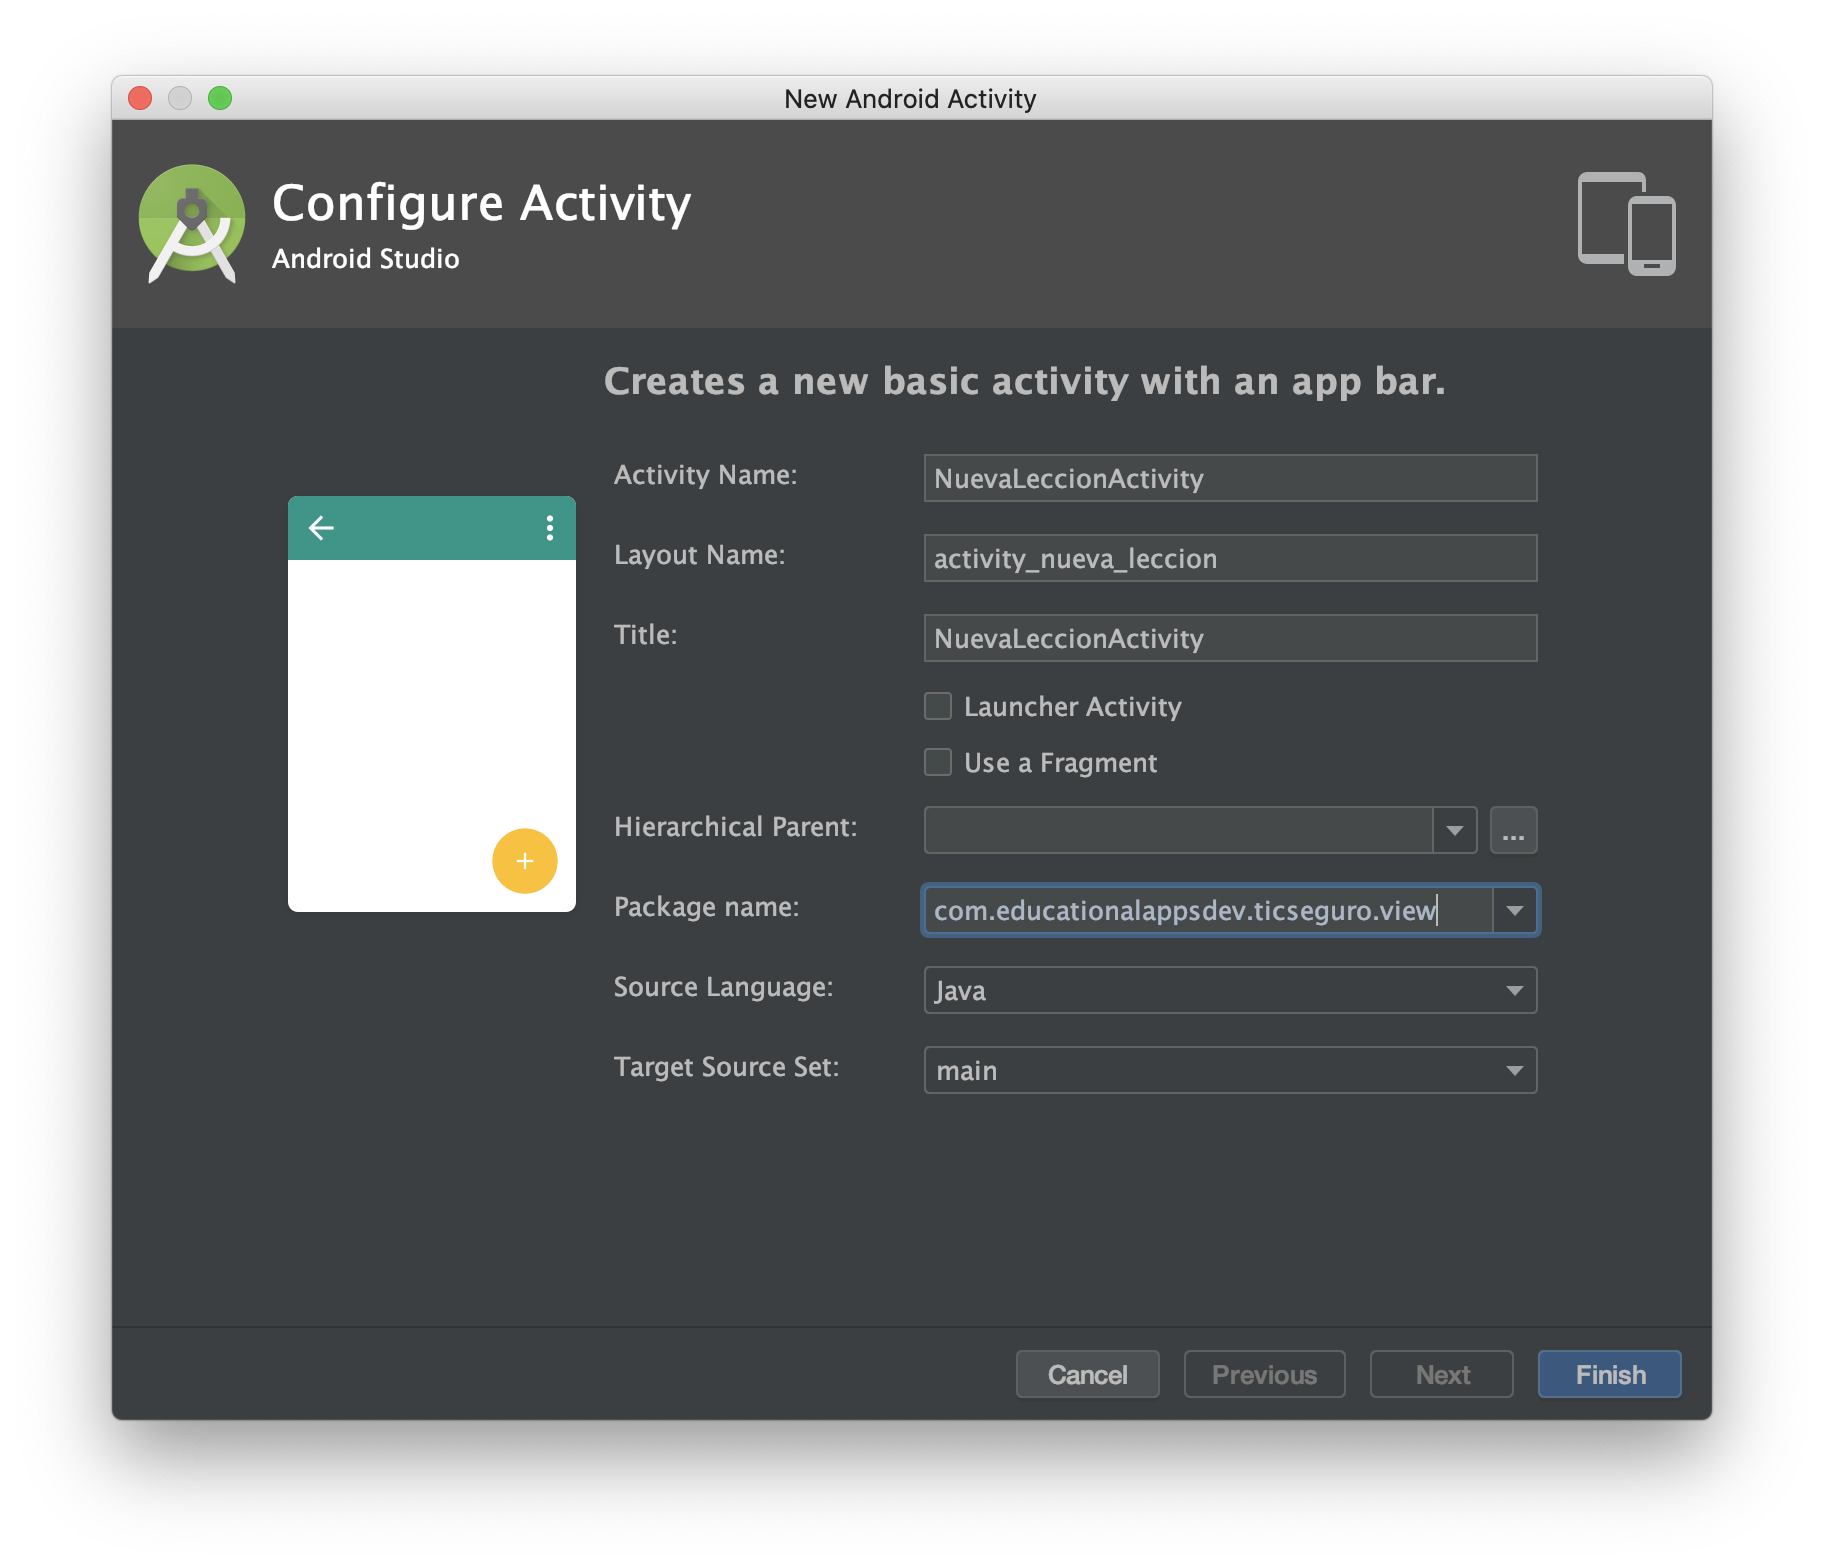 New Android Activity
Configure Activity
Android Studio
Creates a new basic activity with an app bar.
Activity Name: NuevaLeccionActivity
Layout Name: activity_nueva_leccion
Title: NuevaLeccionActivity
Launcher Activity
Use a Fragment
Hierarchical Parent: ...
Package name: com.educationalappsdev.ticseguro.view
Source Language: Java
Target Source Set: main
Cancel Previous Next Finish